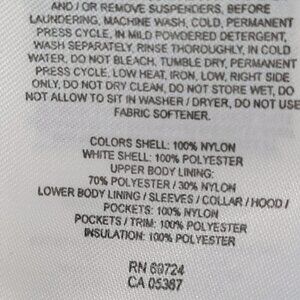 AND / OR REMOVE SUSPENDERS, BEFORE
LAUNDERING, MACHINE WASH, COLD, PERMANENT
PRESS CYCLE, IN MILD POWDERED DETERGENT,
WASH SEPARATELY, RINSE THOROUGHLY, IN COLD
WATER, DO NOT BLEACH, TUMBLE DRY, PERMANENT
PRESS CYCLE, LOW HEAT, IRON, LOW, RIGHT SIDE
ONLY, DO NOT DRY CLEAN, DO NOT STORE WET, DO
NOT ALLOW TO SIT IN WASHER / DRYER, DO NOT USE
FABRIC SOFTENER.
COLORS SHELL: 100% NYLON
WHITE SHELL: 100% POLYESTER
UPPER BODY LINING:
70% POLYESTER / 30% NYLON
LOWER BODY LINING / SLEEVES / COLLAR / HOOD /
POCKETS: 100% NYLON
POCKETS / TRIM: 100% POLYESTER
INSULATION: 100% POLYESTER
RN 69724
CA 05367